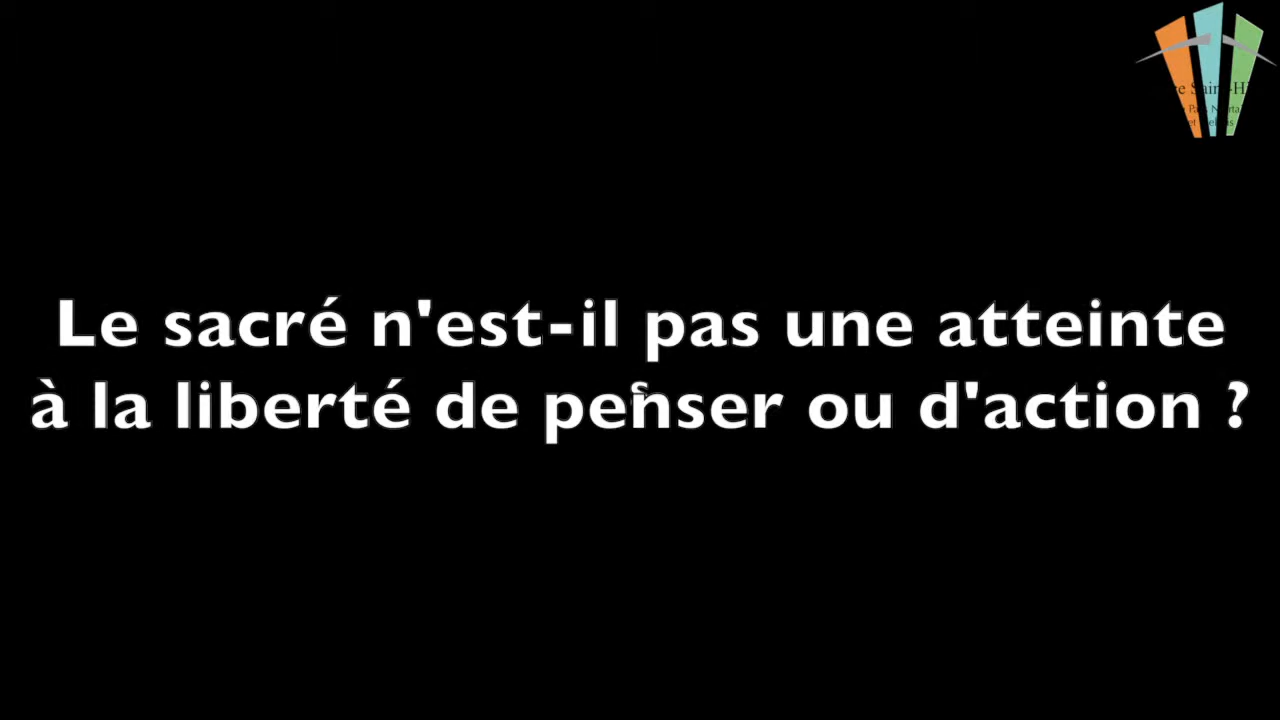 Le sacré n'est-il pas une atteinte
à la liberté de penser ou d'action ?